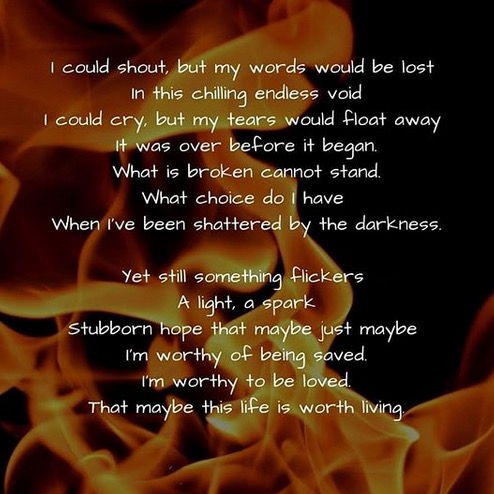 I could shout, but my words would be lost
In this chilling endless void
I could cry, but my tears would float away
It was over before it began.
What is broken cannot stand.
What choice do I have
When I've been shattered by the darkness.
Yet still something flickers
A light, a spark
Stubborn hope that maybe just maybe
I'm worthy of being saved.
I'm worthy to be loved.
That maybe this life is worth living.